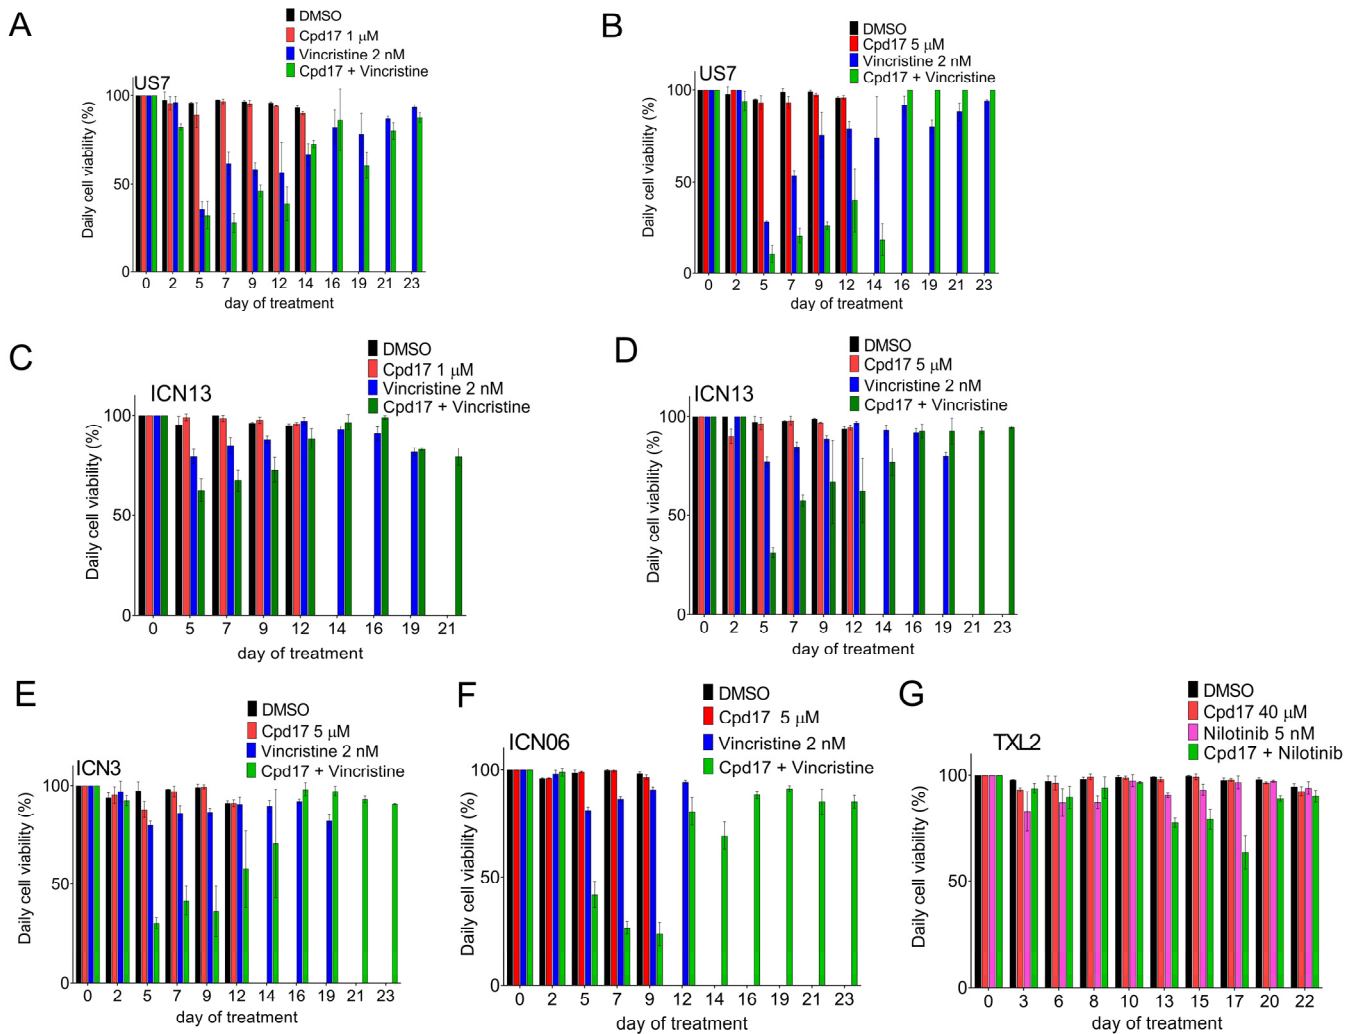 A
DMSO
Cpd17 1 μM
Vincristine 2 nM
Cpd17 + Vincristine
US7
Daily cell viability (%)
100
50
0
0 2 5 7 9 12 14 16 19 21 23
day of treatment
B
DMSO
Cpd17 5 μM
Vincristine 2 nM
Cpd17 + Vincristine
US7
Daily cell viability (%)
100
50
0
0 2 5 7 9 12 14 16 19 21 23
day of treatment
C
DMSO
Cpd17 1 μM
Vincristine 2 nM
Cpd17 + Vincristine
ICN13
Daily cell viability (%)
100
50
0
0 5 7 9 12 14 16 19 21
day of treatment
D
DMSO
Cpd17 5 μM
Vincristine 2 nM
Cpd17 + Vincristine
ICN13
Daily cell viability (%)
100
50
0
0 2 5 7 9 12 14 16 19 21 23
day of treatment
E
DMSO
Cpd17 5 μM
Vincristine 2 nM
Cpd17 + Vincristine
ICN3
Daily cell viability (%)
100
50
0
0 2 5 7 9 12 14 16 19 21 23
day of treatment
F
DMSO
Cpd17 5 μM
Vincristine 2 nM
Cpd17 + Vincristine
ICN06
Daily cell viability (%)
100
50
0
0 2 5 7 9 12 14 16 19 21 23
day of treatment
G
DMSO
Cpd17 40 μM
Nilotinib 5 nM
Cpd17 + Nilotinib
TXL2
Daily cell viability (%)
100
50
0
0 3 6 8 10 13 15 17 20 22
day of treatment